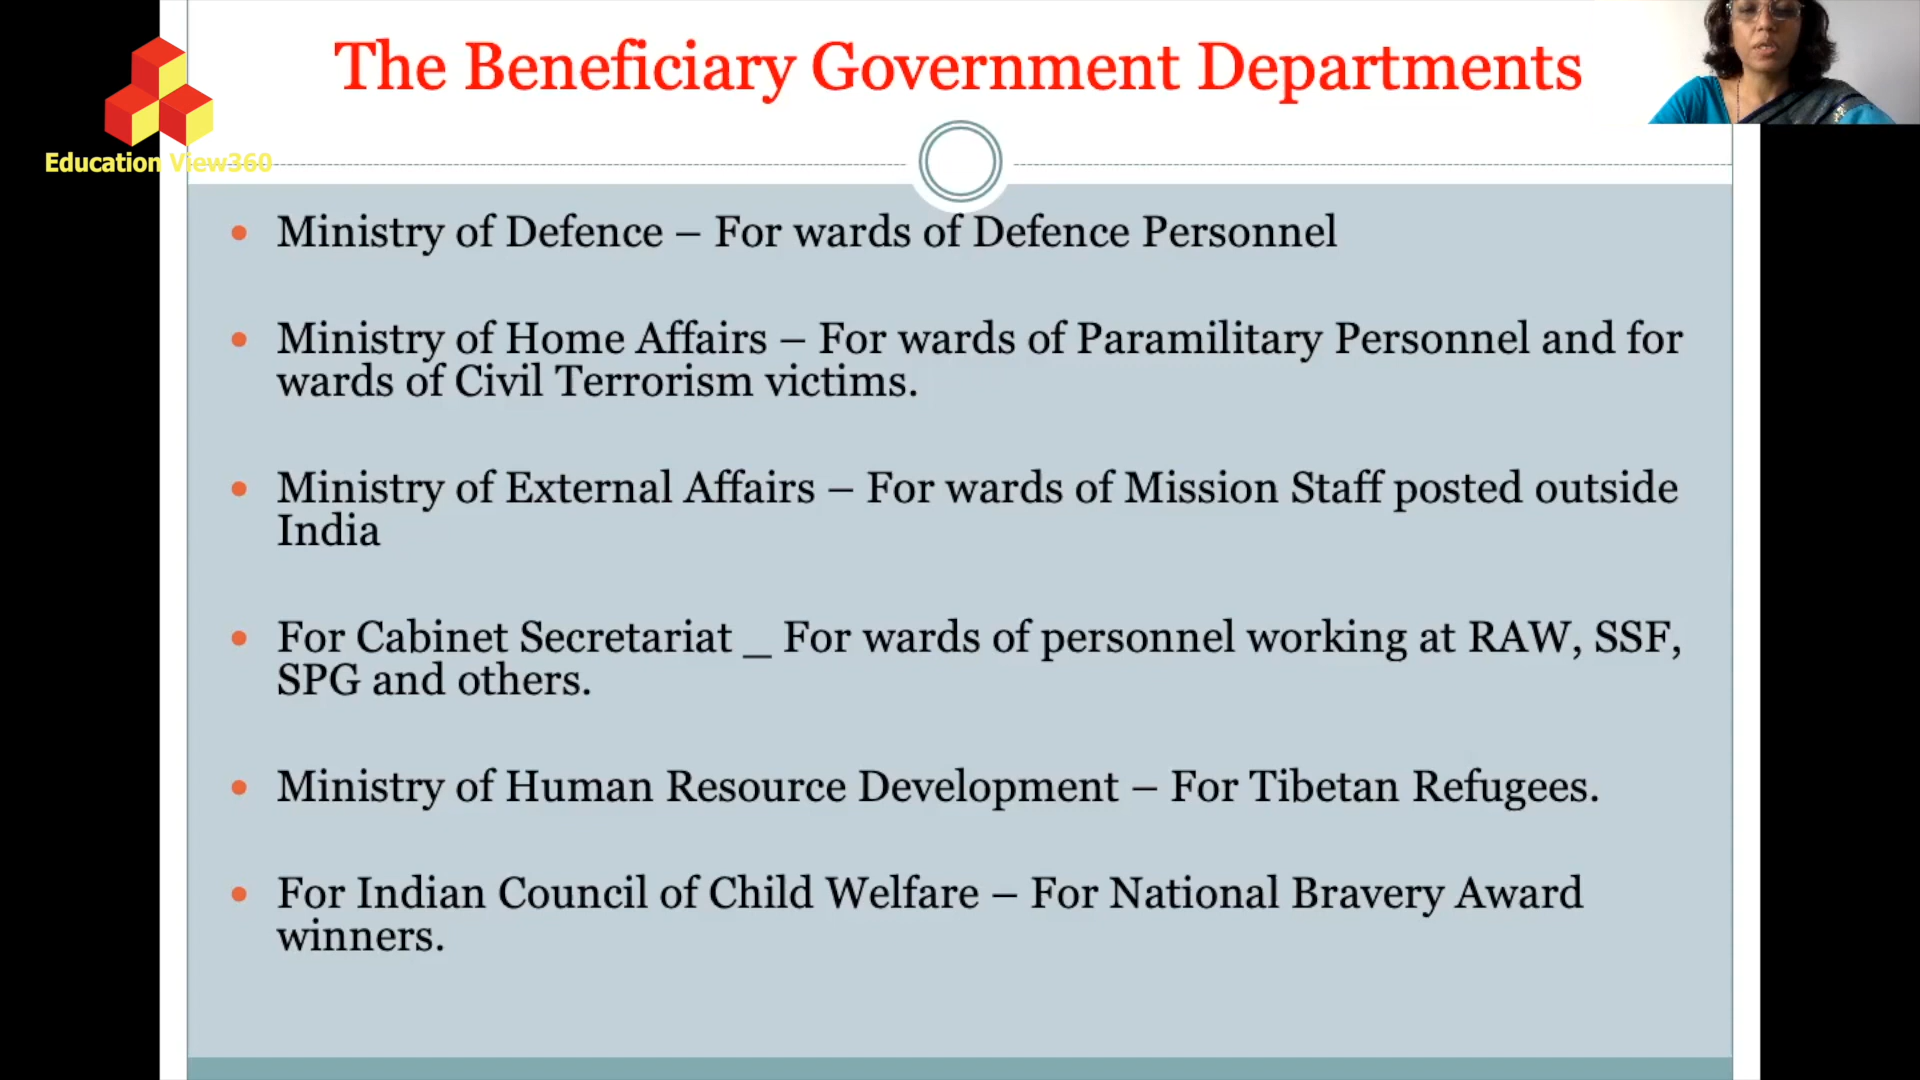 The Beneficiary Government Departments
Education View360
• Ministry of Defence – For wards of Defence Personnel
• Ministry of Home Affairs – For wards of Paramilitary Personnel and for
wards of Civil Terrorism victims.
• Ministry of External Affairs – For wards of Mission Staff posted outside
India
• For Cabinet Secretariat _ For wards of personnel working at RAW, SSF,
SPG and others.
• Ministry of Human Resource Development – For Tibetan Refugees.
• For Indian Council of Child Welfare – For National Bravery Award
winners.